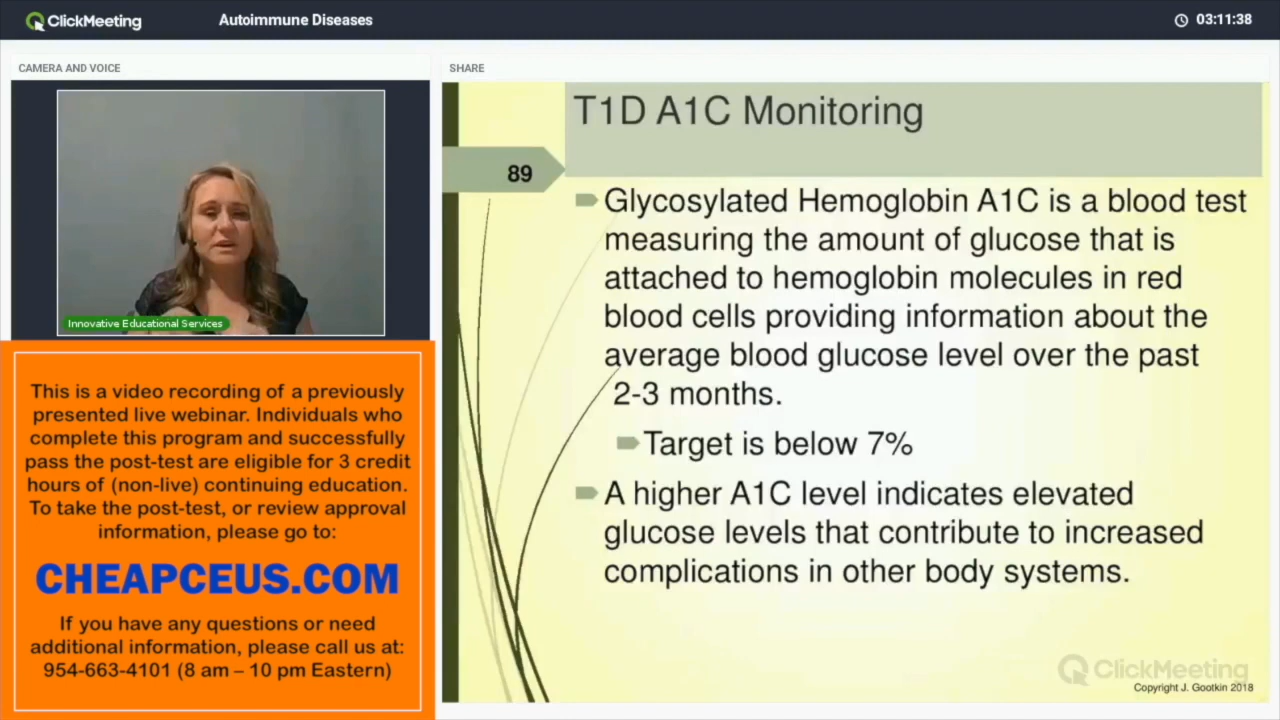 ClickMeeting
Autoimmune Diseases
03:11:38
CAMERA AND VOICE
SHARE
Innovative Educational Services
This is a video recording of a previously
presented live webinar. Individuals who
complete this program and successfully
pass the post-test are eligible for 3 credit
hours of (non-live) continuing education.
To take the post-test, or review approval
information, please go to:
CHEAPCEUS.COM
If you have any questions or need
additional information, please call us at:
954-663-4101 (8 am – 10 pm Eastern)
T1D A1C Monitoring
89
Glycosylated Hemoglobin A1C is a blood test
measuring the amount of glucose that is
attached to hemoglobin molecules in red
blood cells providing information about the
average blood glucose level over the past
2-3 months.
Target is below 7%
A higher A1C level indicates elevated
glucose levels that contribute to increased
complications in other body systems.
ClickMeeting
Copyright J. Gootkin 2018